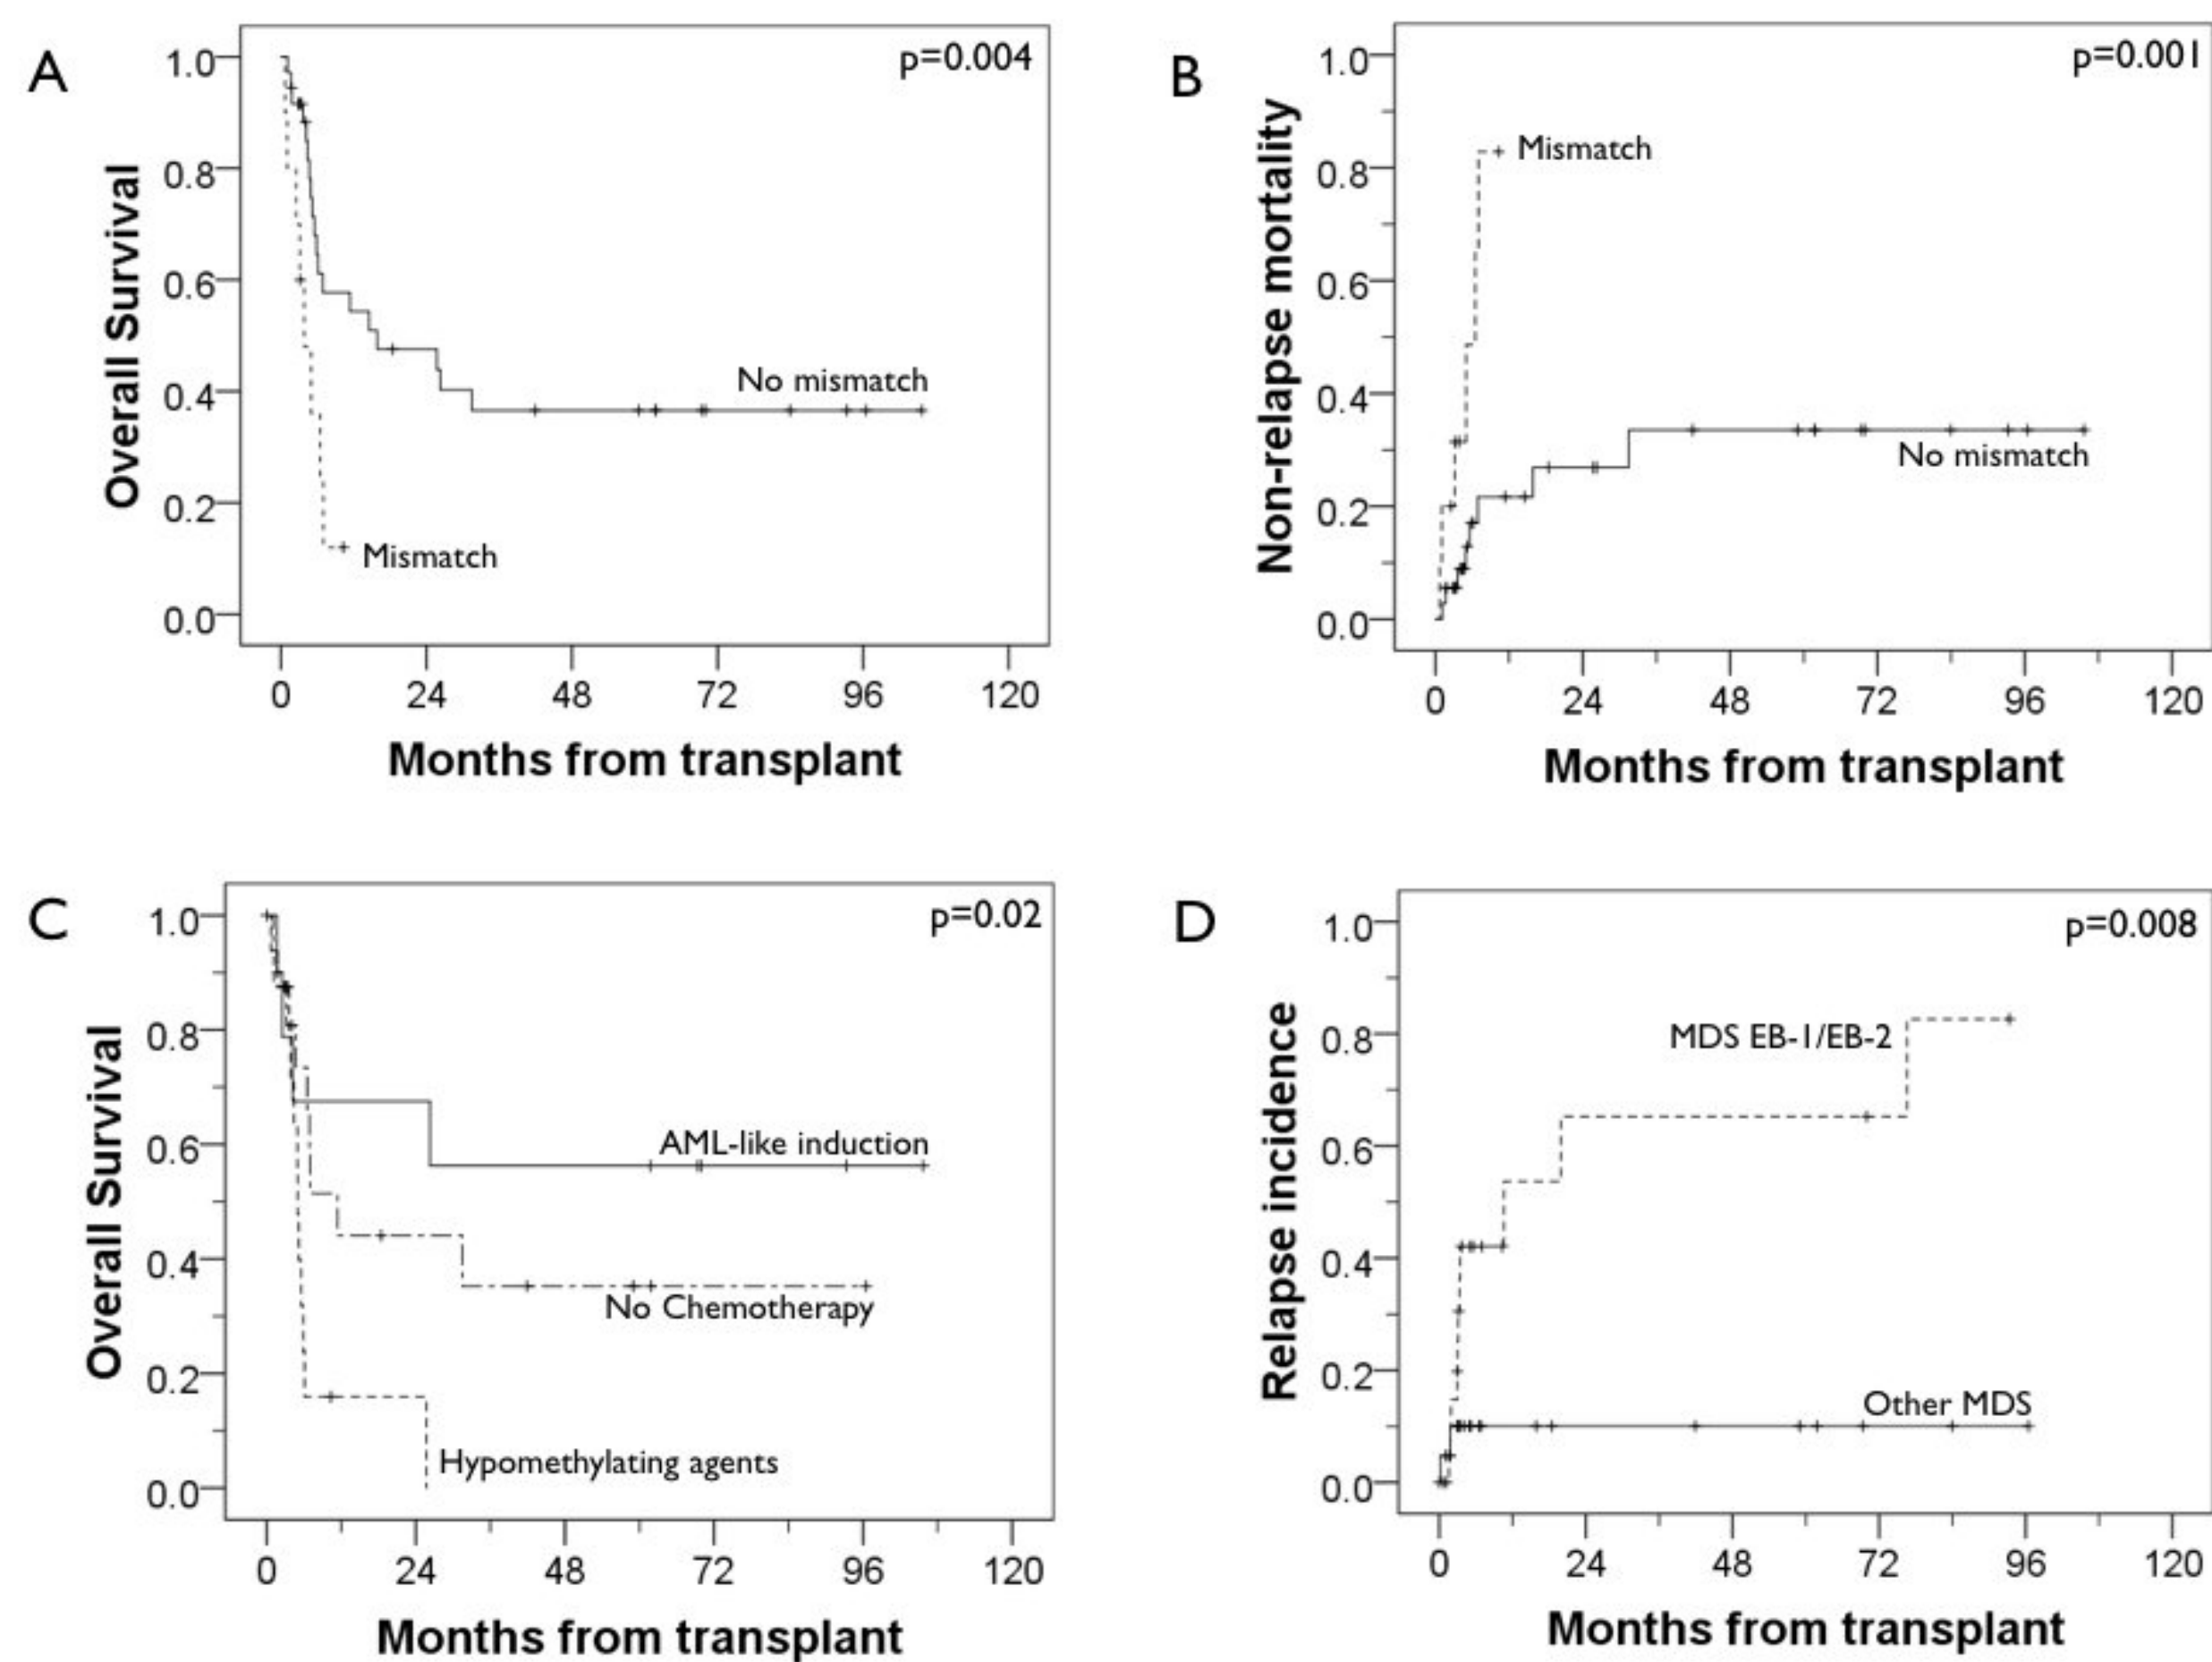 A
p=0.004
1.0
0.8
0.6
0.4
0.2
0.0
Overall Survival
No mismatch
Mismatch
0 24 48 72 96 120
Months from transplant
B
p=0.001
1.0
0.8
0.6
0.4
0.2
0.0
Non-relapse mortality
Mismatch
No mismatch
0 24 48 72 96 120
Months from transplant
C
p=0.02
1.0
0.8
0.6
0.4
0.2
0.0
Overall Survival
AML-like induction
No Chemotherapy
Hypomethylating agents
0 24 48 72 96 120
Months from transplant
D
p=0.008
1.0
0.8
0.6
0.4
0.2
0.0
Relapse incidence
MDS EB-1/EB-2
Other MDS
0 24 48 72 96 120
Months from transplant